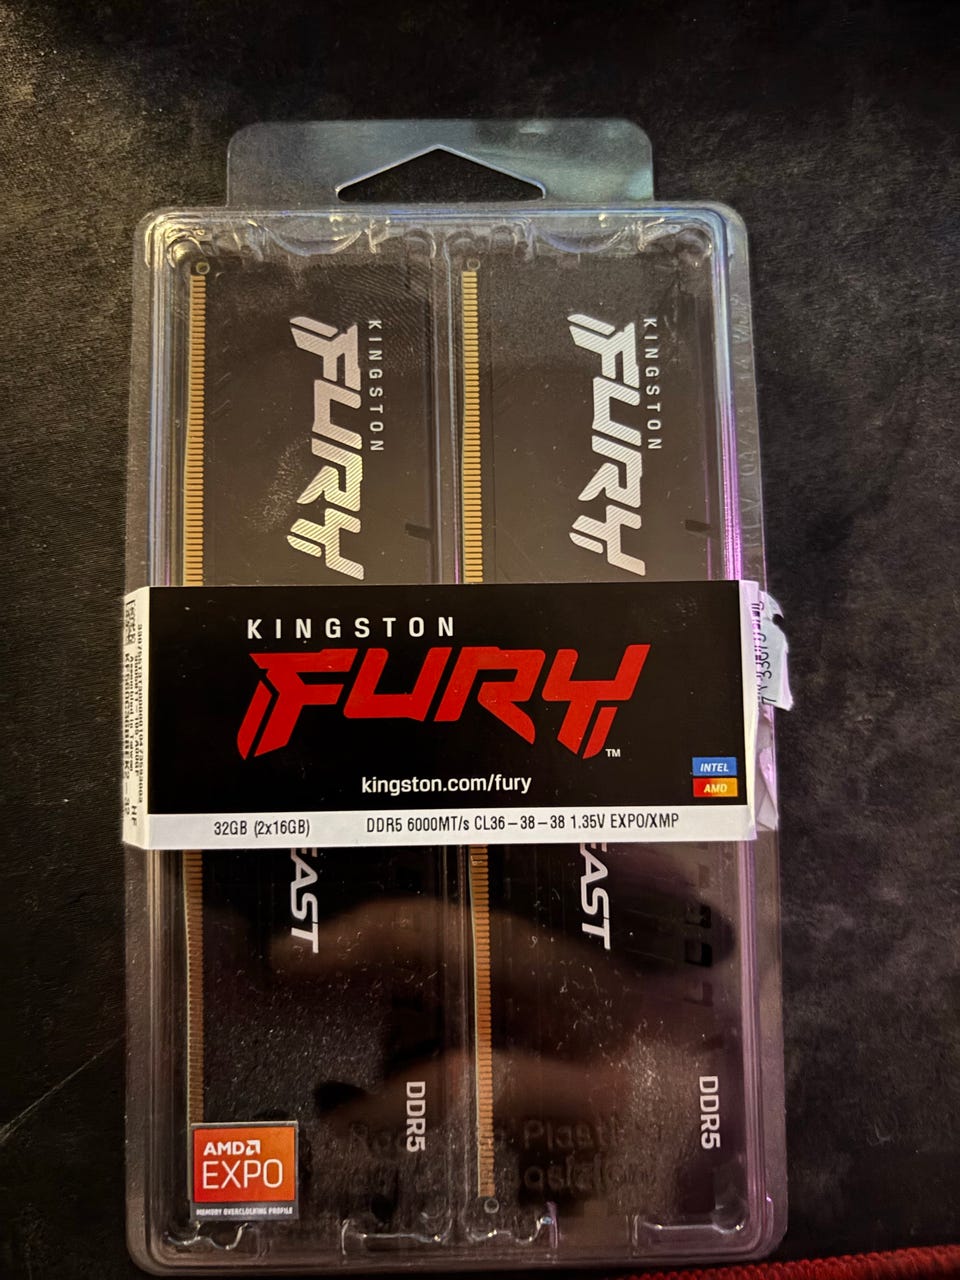 KINGSTON
FURY
KINGSTON
FURY
KINGSTON
FURY™
kingston.com/fury
INTEL
AMD
32GB (2x16GB)
DDR5 6000MT/s CL36-38-38 1.35V EXPO/XMP
EAST
EAST
DDR5
DDR5
AMD
EXPO
MEMORY OVERCLOCKING PROFILE